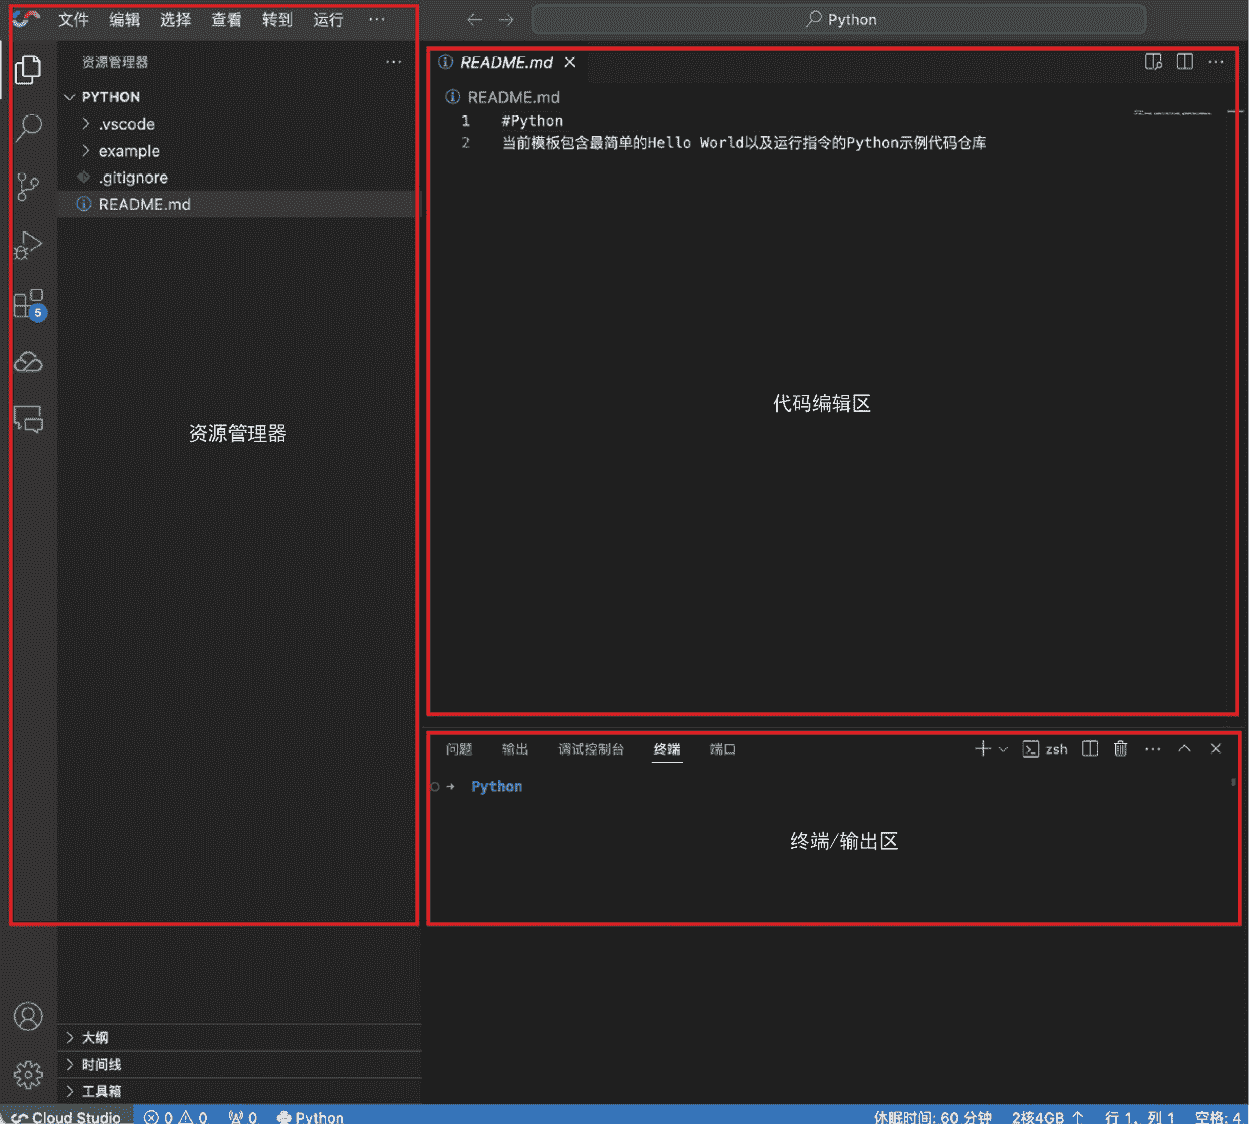 文件 编辑 选择 查看 转到 运行 ···
Python
资源管理器 ···
PYTHON
.vscode
example
.gitignore
README.md
资源管理器
大纲
时间线
工具箱
README.md
README.md
1 #Python
2 当前模板包含最简单的Hello World以及运行指令的Python示例代码仓库
代码编辑区
问题 输出 调试控制台 终端 端口 zsh
Python
终端/输出区
5
Cloud Studio 0 0 0 Python 休眠时间: 60 分钟 2核4GB ↑ 行 1, 列 1 空格: 4